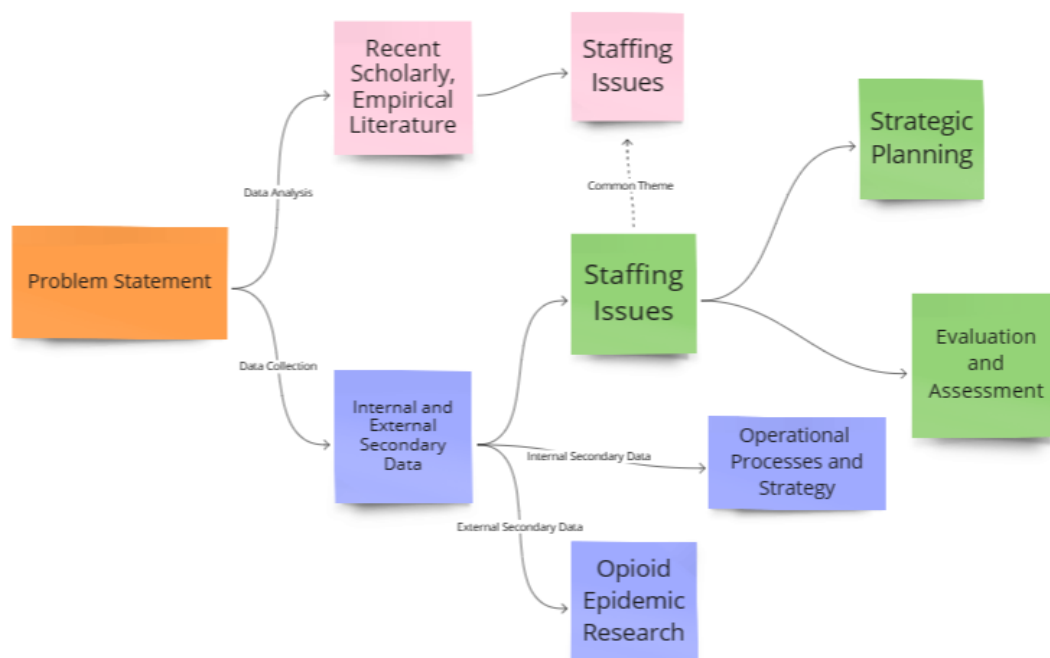 Recent
Scholarly,
Empirical
Literature
Staffing
Issues
Strategic
Planning
Data Analysis
Common Theme
Problem Statement
Staffing
Issues
Evaluation
and
Assessment
Data Collection
Internal and
External
Secondary
Data
Internal Secondary Data
Operational
Processes and
Strategy
External Secondary Data
Opioid
Epidemic
Research